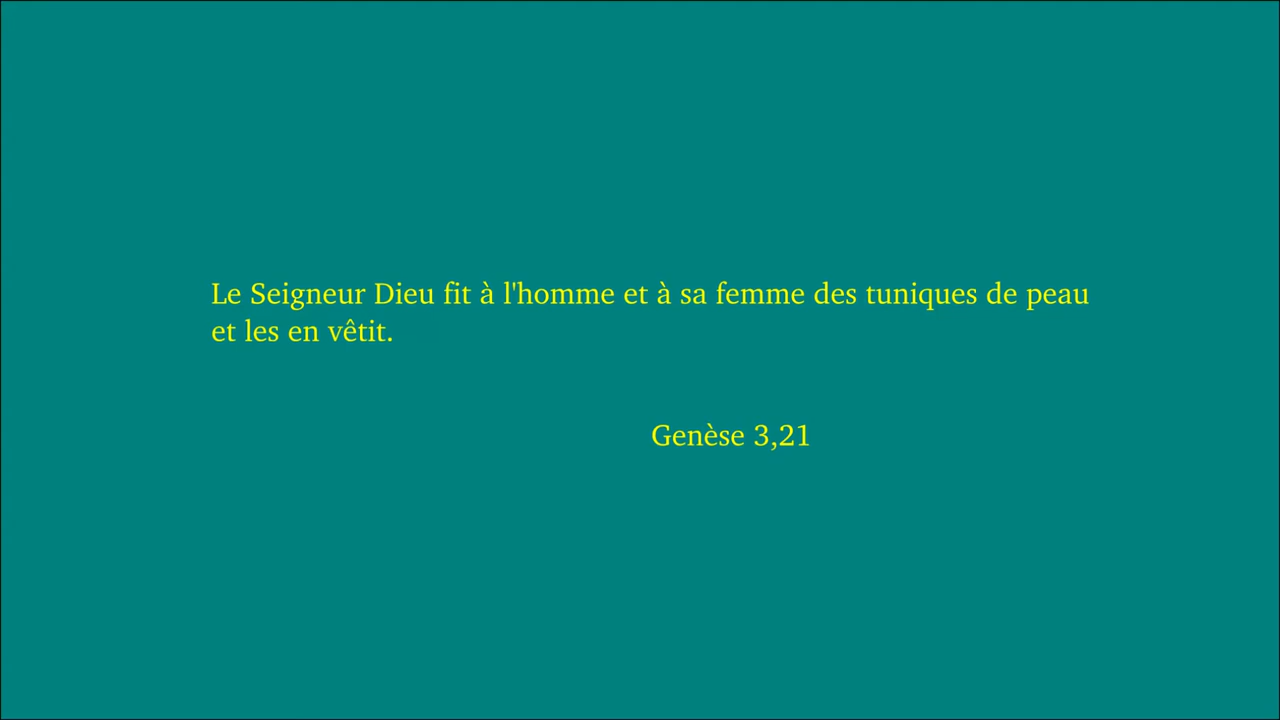 Le Seigneur Dieu fit à l'homme et à sa femme des tuniques de peau
et les en vêtit.
Genèse 3,21